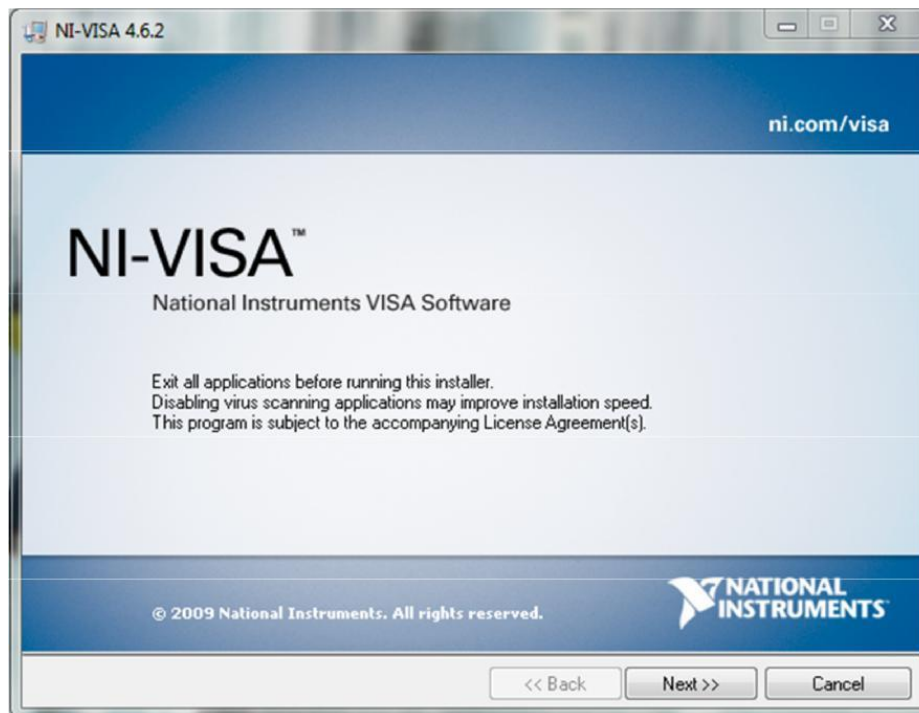 NI-VISA 4.6.2
ni.com/visa
NI-VISA™
National Instruments VISA Software
Exit all applications before running this installer.
Disabling virus scanning applications may improve installation speed.
This program is subject to the accompanying License Agreement(s).
© 2009 National Instruments. All rights reserved.
NATIONAL
INSTRUMENTS
<< Back Next >> Cancel